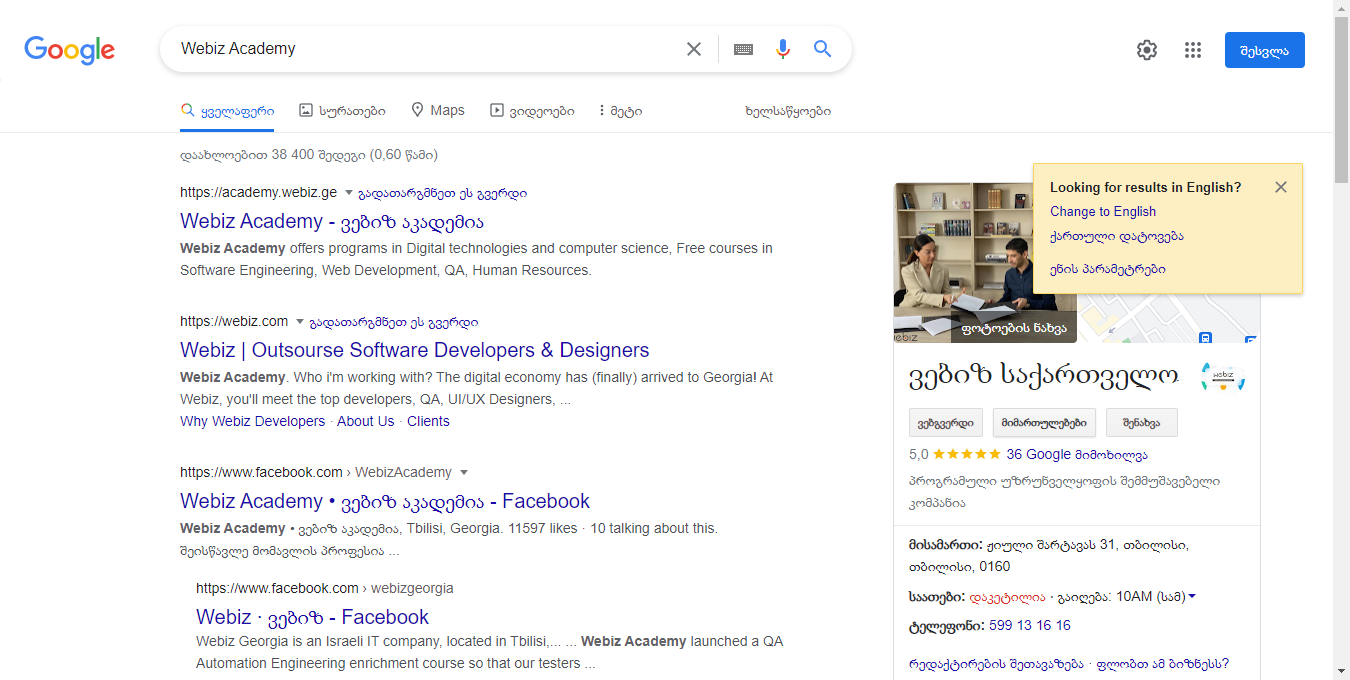 Google
Webiz Academy
შესვლა
ყველაფერი
სურათები
Maps
ვიდეოები
მეტი
ხელსაწყოები
დაახლოებით 38 400 შედეგი (0,60 წამი)
https://academy.webiz.ge გადათარგმნეთ ეს გვერდი
Webiz Academy - ვებიზ აკადემია
Webiz Academy offers programs in Digital technologies and computer science, Free courses in
Software Engineering, Web Development, QA, Human Resources.
https://webiz.com გადათარგმნეთ ეს გვერდი
Webiz | Outsourse Software Developers & Designers
Webiz Academy. Who i'm working with? The digital economy has (finally) arrived to Georgia! At
Webiz, you'll meet the top developers, QA, UI/UX Designers, ...
Why Webiz Developers · About Us · Clients
https://www.facebook.com › WebizAcademy
Webiz Academy • ვებიზ აკადემია - Facebook
Webiz Academy • ვებიზ აკადემია, Tbilisi, Georgia. 11597 likes · 10 talking about this.
შეისწავლე მომავლის პროფესია ...
https://www.facebook.com › webizgeorgia
Webiz · ვებიზ - Facebook
Webiz Georgia is an Israeli IT company, located in Tbilisi,... ... Webiz Academy launched a QA
Automation Engineering enrichment course so that our testers ...
Looking for results in English?
Change to English
ქართული დატოვება
ენის პარამეტრები
ფოტოების ნახვა
ვებიზ საქართველო
webiz
ვებგვერდი
მიმართულებები
შენახვა
5,0 ★★★★★ 36 Google მიმოხილვა
პროგრამული უზრუნველყოფის შემმუშავებელი
კომპანია
მისამართი: ჟიული შარტავას 31, თბილისი,
თბილისი, 0160
საათები: დაკეტილია · გაიღება: 10AM (სამ)
ტელეფონი: 599 13 16 16
რედაქტირების შეთავაზება · ფლობთ ამ ბიზნესს?